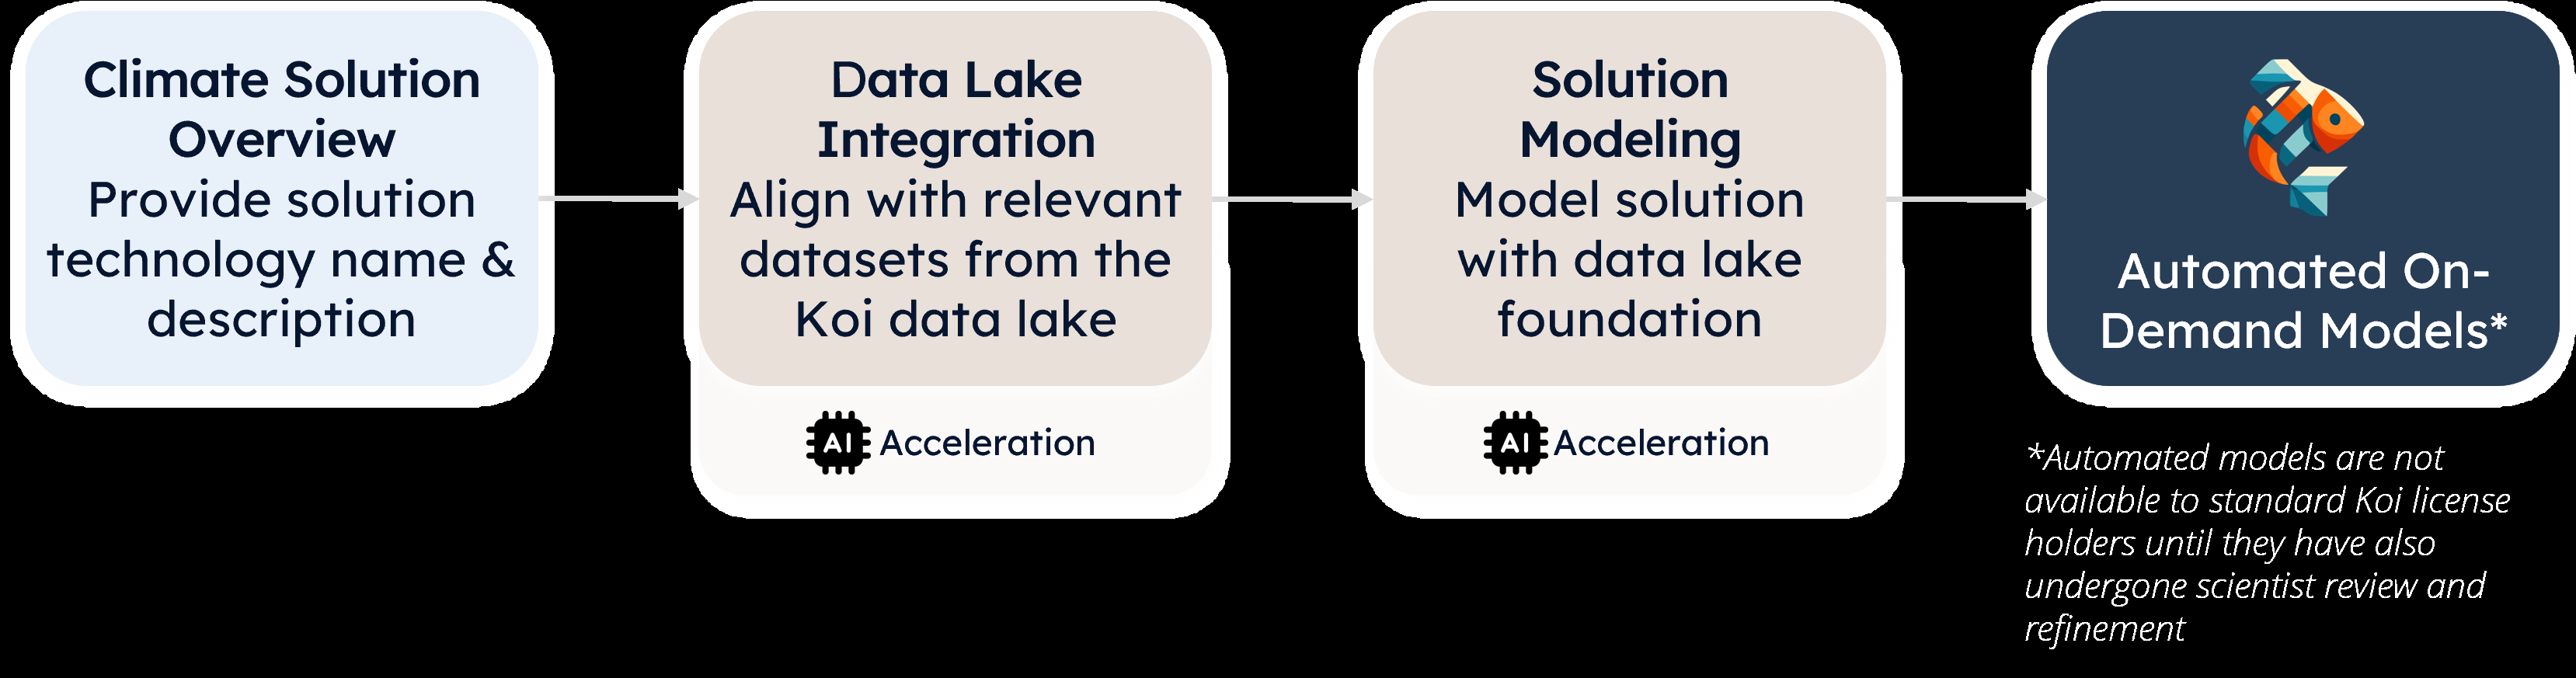 Climate Solution
Overview
Provide solution
technology name &
description
Data Lake
Integration
Align with relevant
datasets from the
Koi data lake
AI Acceleration
Solution
Modeling
Model solution
with data lake
foundation
AI Acceleration
Automated On-
Demand Models*
*Automated models are not
available to standard Koi license
holders until they have also
undergone scientist review and
refinement